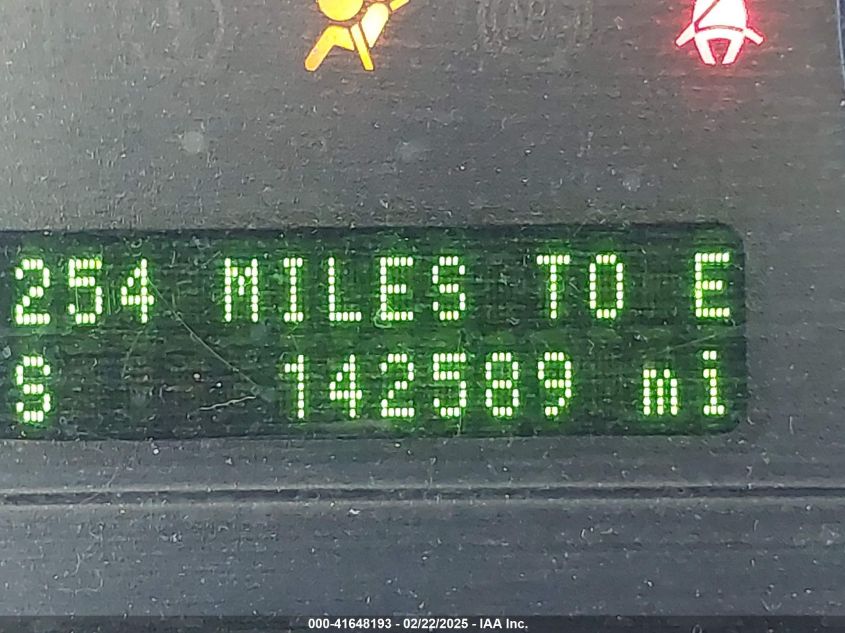 254 MILES TO E
S 142589 mi
000-41648193 - 02/22/2025 - IAA Inc.